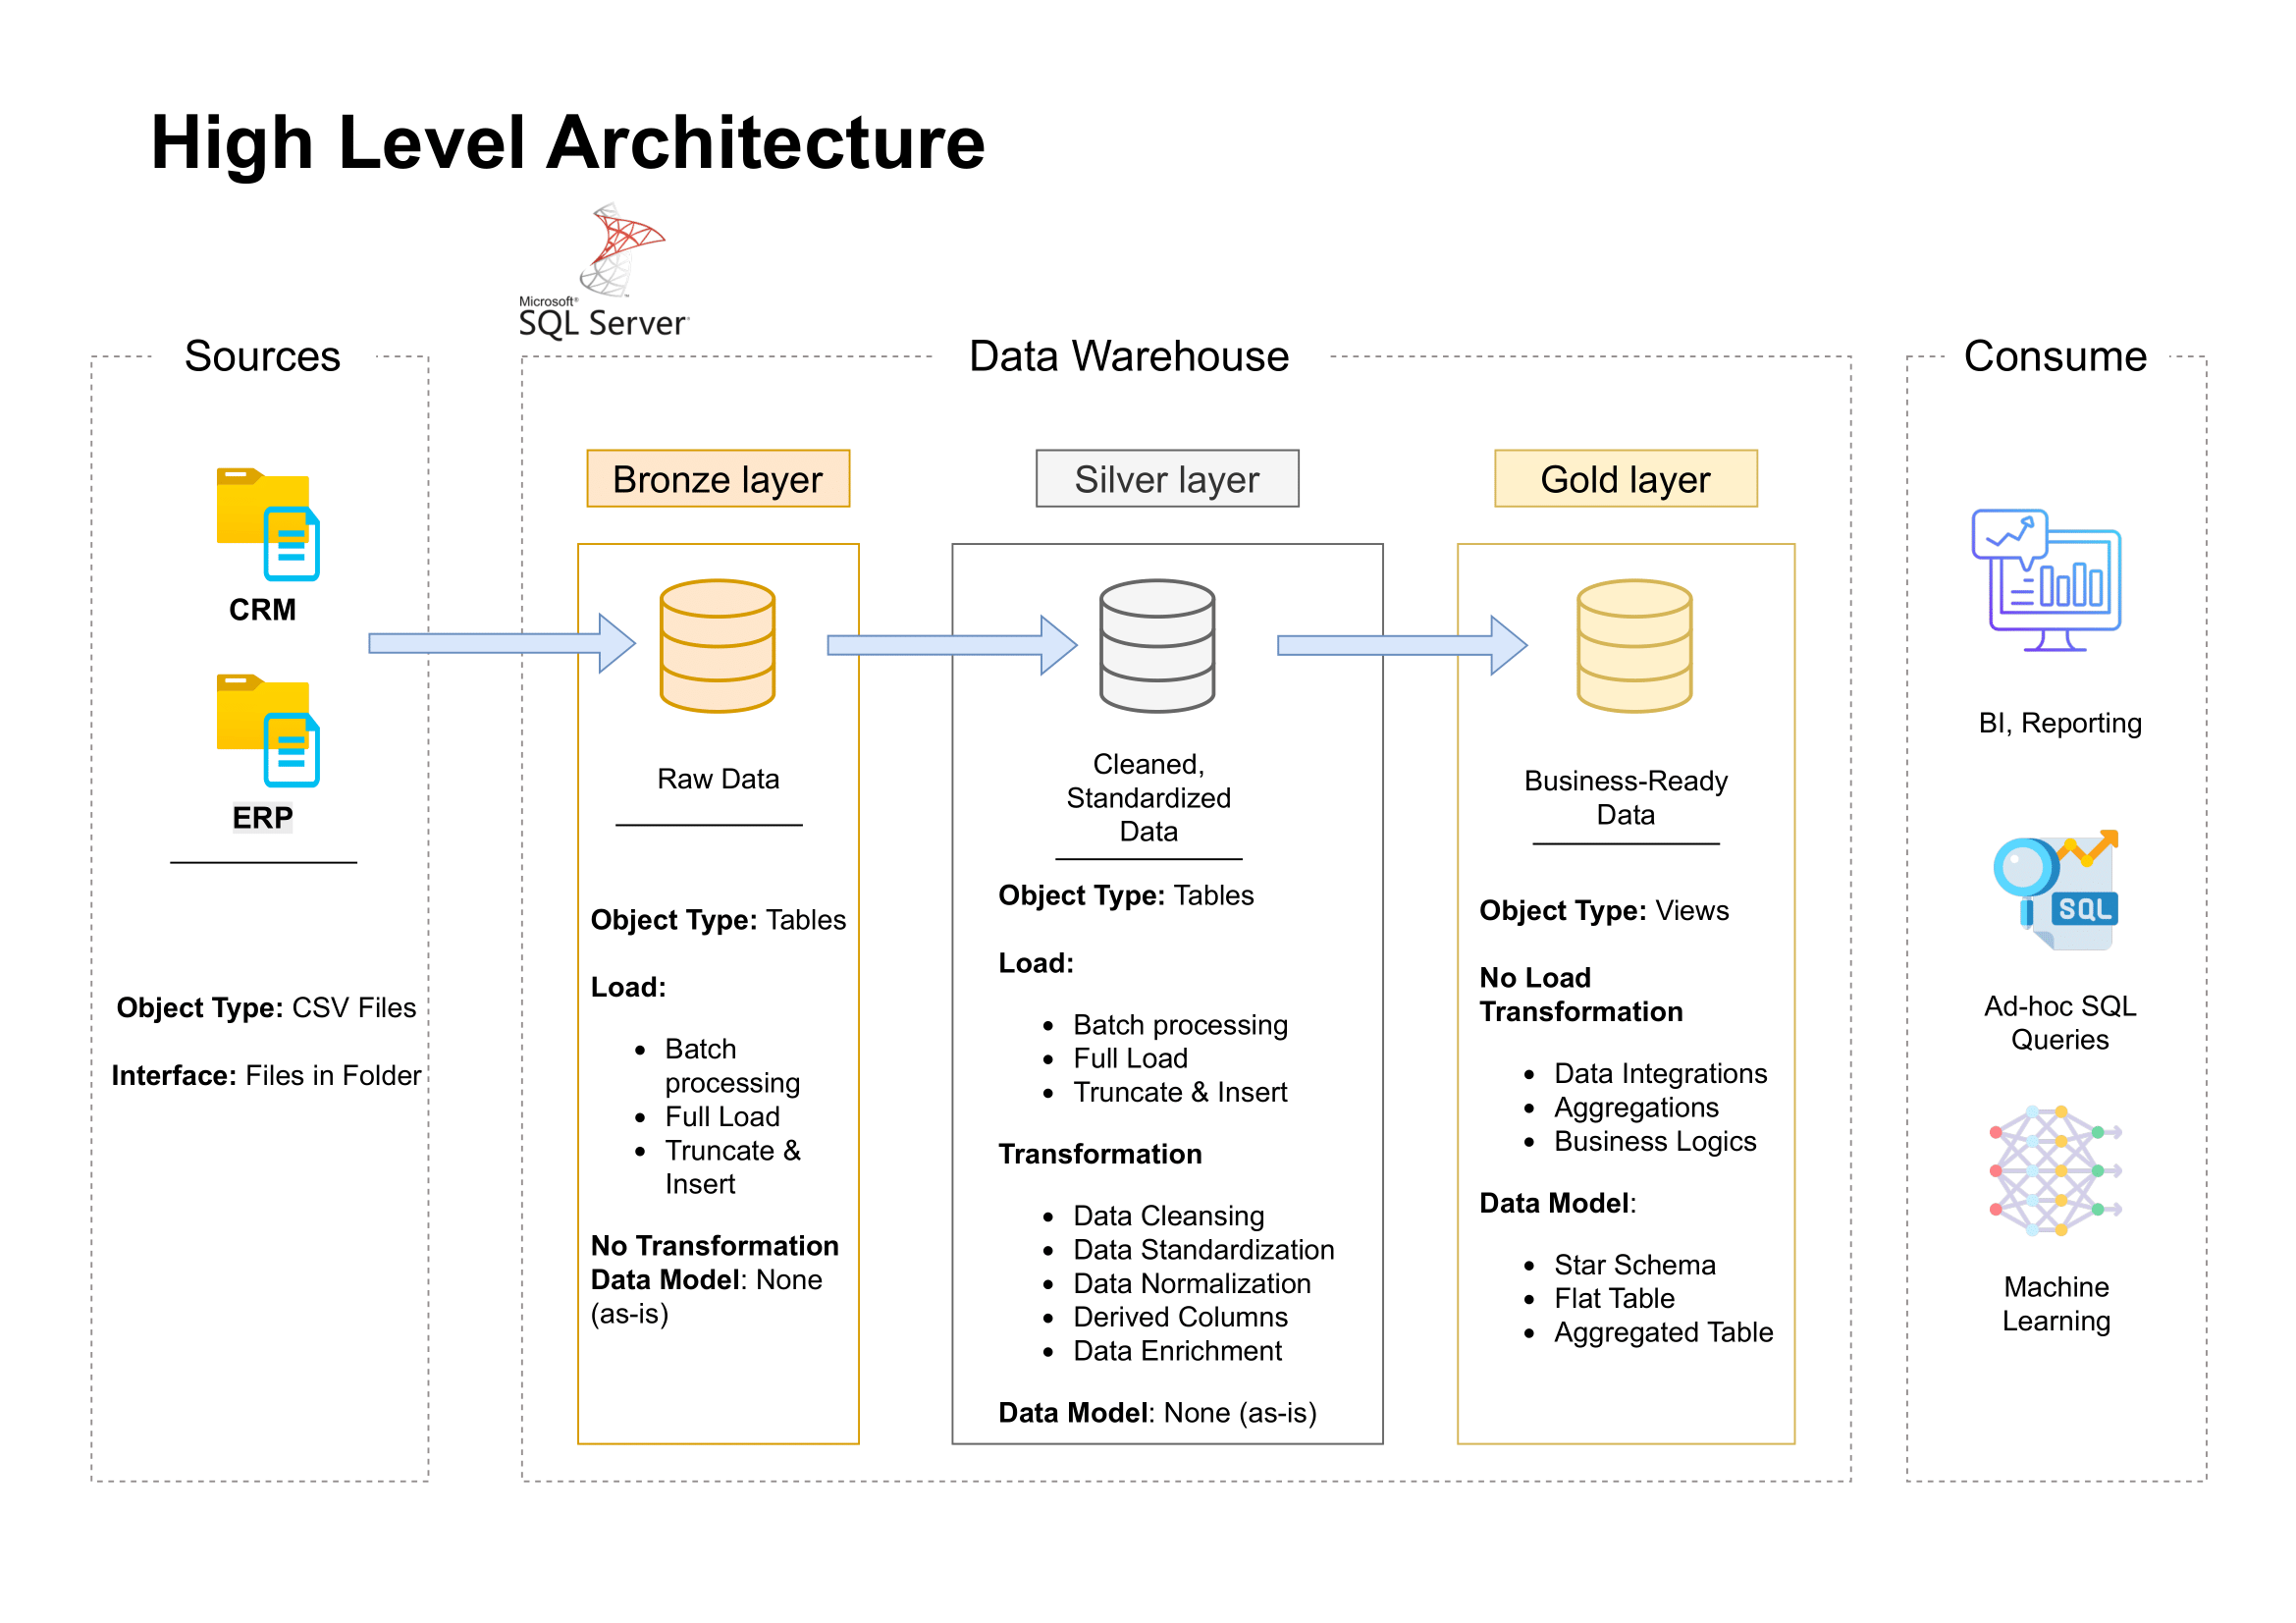 High Level Architecture
Microsoft®
SQL Server®
Sources
CRM
ERP
Object Type: CSV Files
Interface: Files in Folder
Data Warehouse
Bronze layer
Raw Data
Object Type: Tables
Load:
• Batch
processing
• Full Load
• Truncate &
Insert
No Transformation
Data Model: None
(as-is)
Silver layer
Cleaned,
Standardized
Data
Object Type: Tables
Load:
• Batch processing
• Full Load
• Truncate & Insert
Transformation
• Data Cleansing
• Data Standardization
• Data Normalization
• Derived Columns
• Data Enrichment
Data Model: None (as-is)
Gold layer
Business-Ready
Data
Object Type: Views
No Load
Transformation
• Data Integrations
• Aggregations
• Business Logics
Data Model:
• Star Schema
• Flat Table
• Aggregated Table
Consume
BI, Reporting
SQL
Ad-hoc SQL
Queries
Machine
Learning